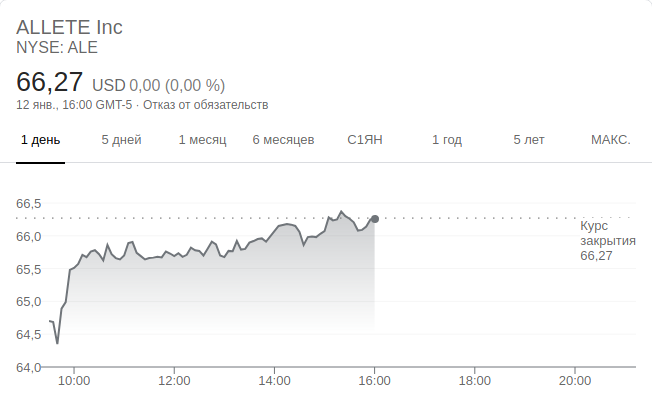 ALLETE Inc
NYSE: ALE
66,27 USD 0,00 (0,00 %)
12 янв., 16:00 GMT-5 · Отказ от обязательств
1 день 5 дней 1 месяц 6 месяцев С1ЯН 1 год 5 лет МАКС.
66,5
Курс
закрытия
66,27
66,0
65,5
65,0
64,5
64,0
10:00 12:00 14:00 16:00 18:00 20:00